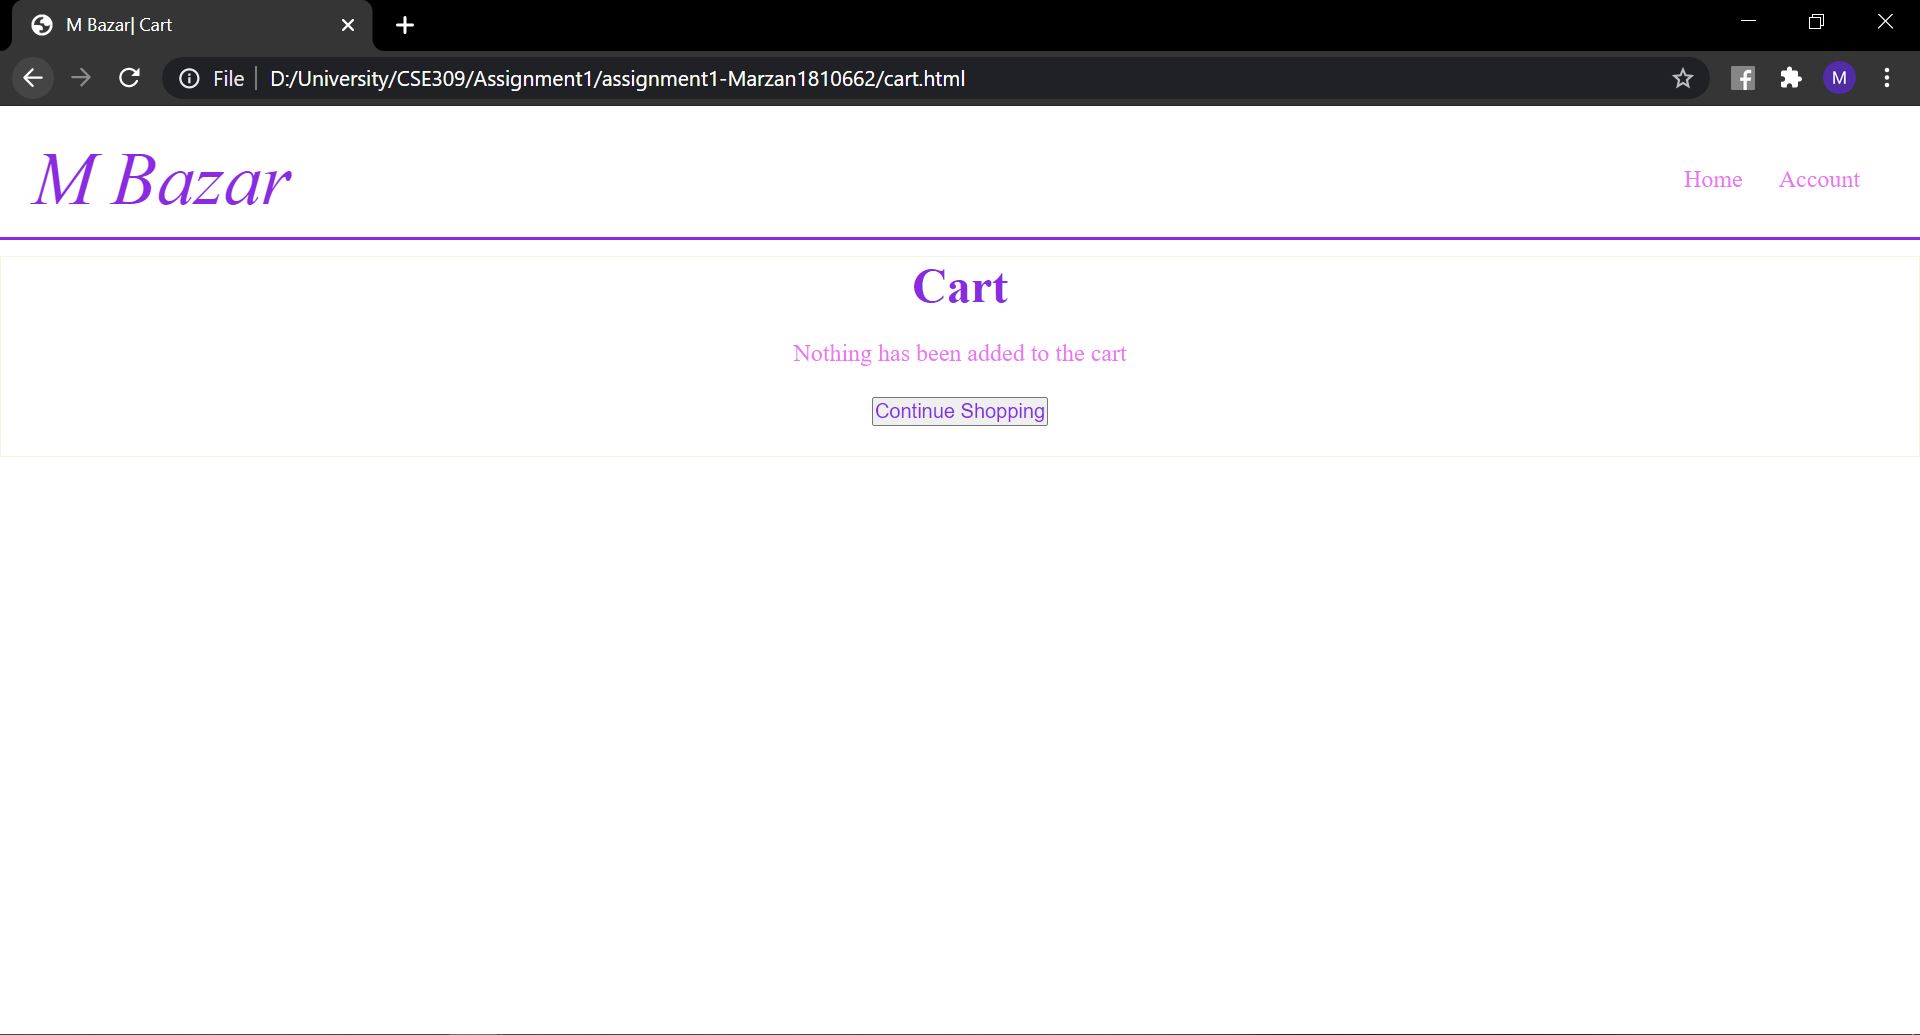 M Bazar| Cart
File D:/University/CSE309/Assignment1/assignment1-Marzan1810662/cart.html
M
M Bazar
Home Account
Cart
Nothing has been added to the cart
Continue Shopping